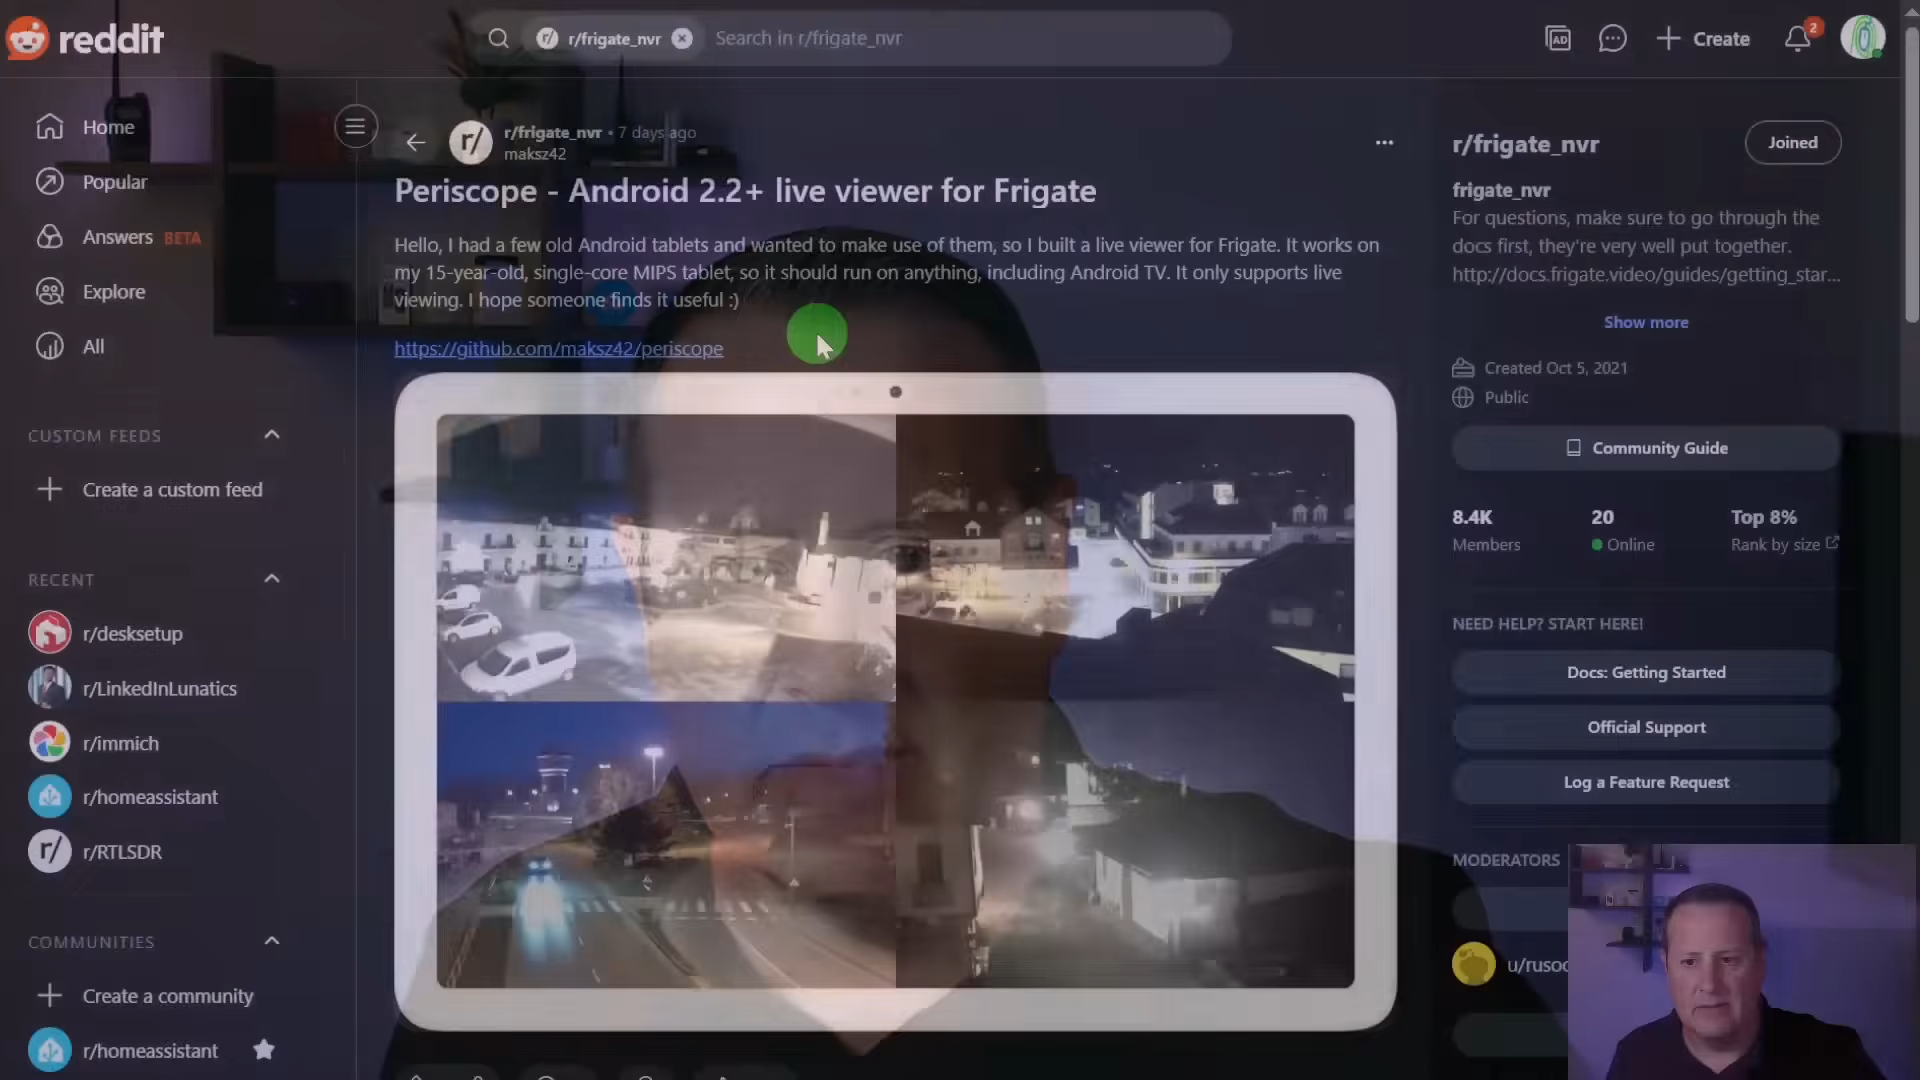 reddit
r/frigate_nvr
Search in r/frigate_nvr
AD
Create
2
Home
Popular
Answers BETA
Explore
All
CUSTOM FEEDS
Create a custom feed
RECENT
r/desksetup
r/LinkedInLunatics
r/immich
r/homeassistant
r/ r/RTLSDR
COMMUNITIES
Create a community
r/homeassistant
r/ r/frigate_nvr • 7 days ago
maksz42
Periscope - Android 2.2+ live viewer for Frigate
Hello, I had a few old Android tablets and wanted to make use of them, so I built a live viewer for Frigate. It works on
my 15-year-old, single-core MIPS tablet, so it should run on anything, including Android TV. It only supports live
viewing. I hope someone finds it useful :)
https://github.com/maksz42/periscope
r/frigate_nvr
Joined
frigate_nvr
For questions, make sure to go through the
docs first, they're very well put together.
http://docs.frigate.video/guides/getting_star...
Show more
Created Oct 5, 2021
Public
Community Guide
8.4K 20 Top 8%
Members Online Rank by size
NEED HELP? START HERE!
Docs: Getting Started
Official Support
Log a Feature Request
MODERATORS